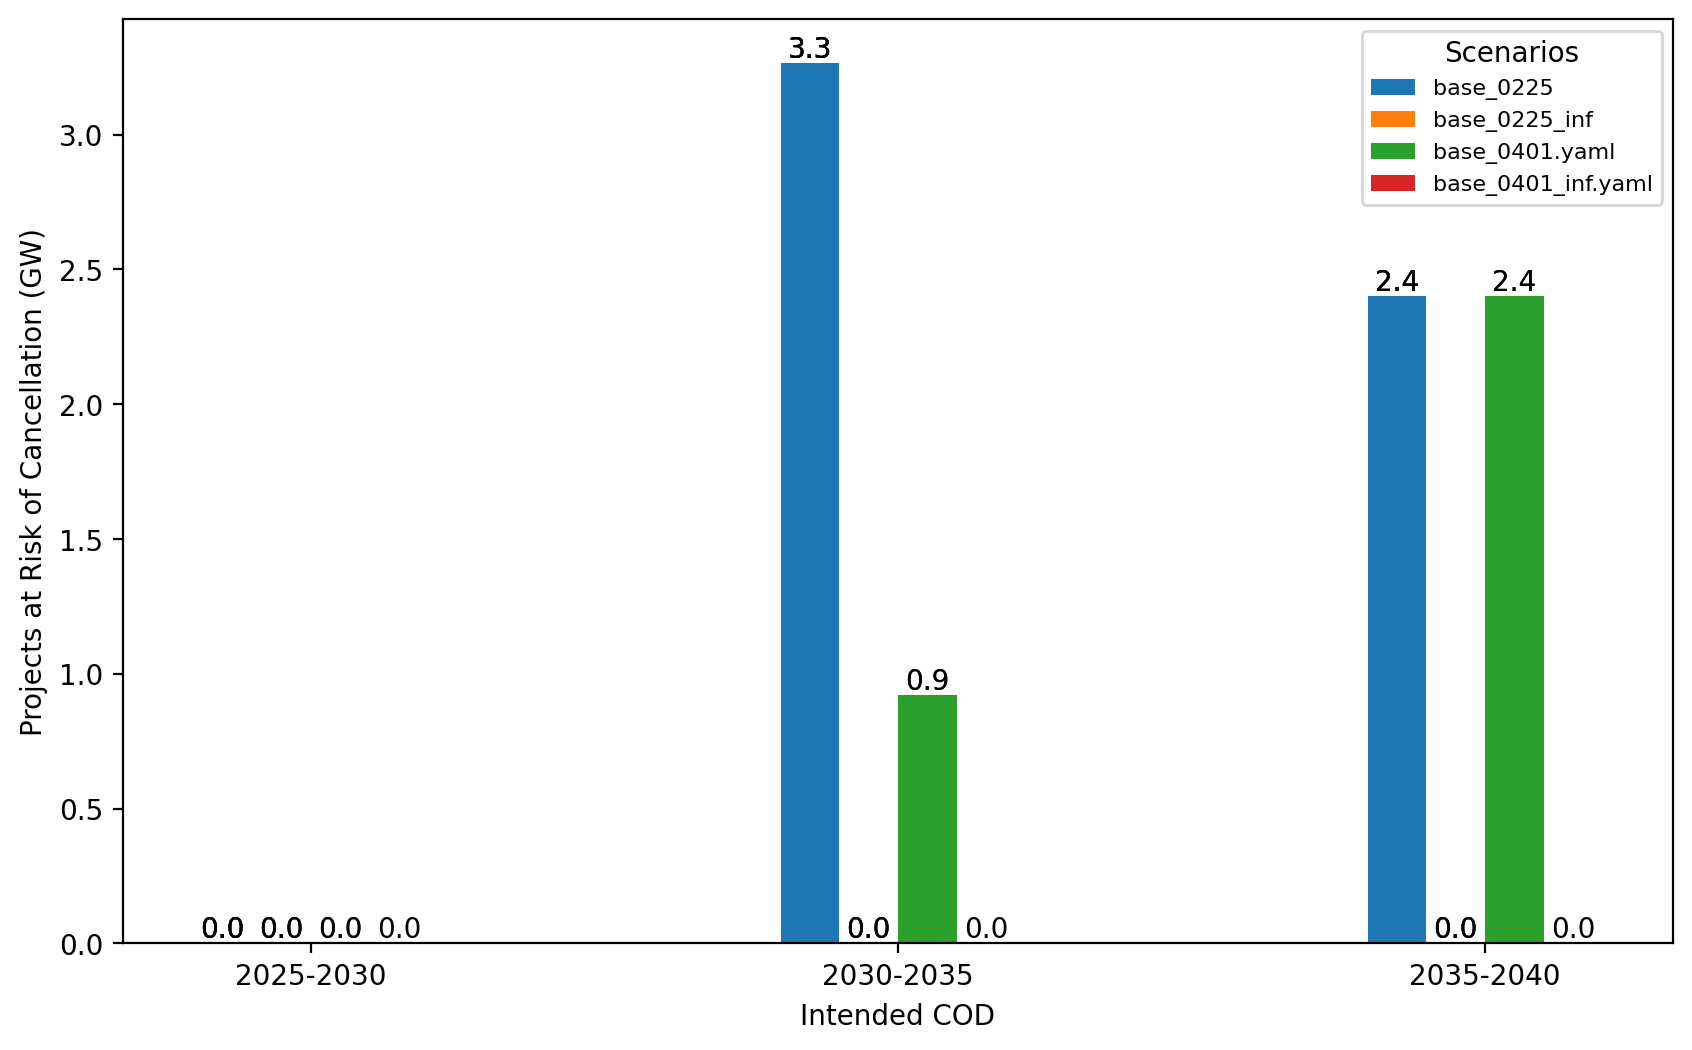 3.3
Scenarios
base_0225
base_0225_inf
base_0401.yaml
base_0401_inf.yaml
3.0
2.5
2.4 2.4
2.0
1.5
1.0
0.9
0.5
0.0
0.0 0.0 0.0 0.0
0.0 0.0
0.0 0.0
2025-2030 2030-2035 2035-2040
Intended COD
Projects at Risk of Cancellation (GW)